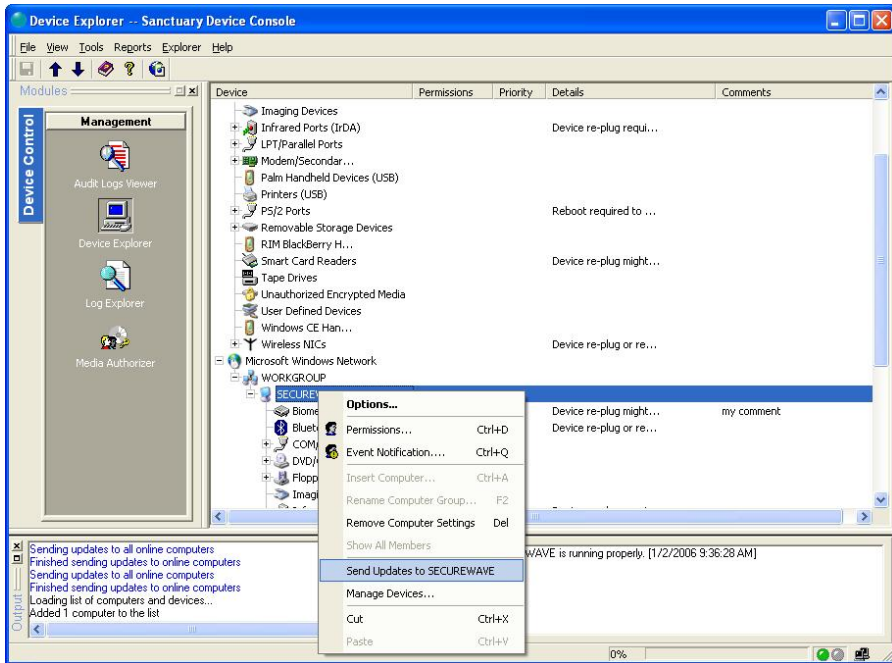 Device Explorer -- Sanctuary Device Console
File View Tools Reports Explorer Help
Modules
Device Permissions Priority Details Comments
Device Control
Management
Audit Logs Viewer
Device Explorer
Log Explorer
Media Authorizer
Imaging Devices
Infrared Ports (IrDA) Device re-plug requi...
LPT/Parallel Ports
Modem/Secondar...
Palm Handheld Devices (USB)
Printers (USB)
PS/2 Ports Reboot required to ...
Removable Storage Devices
RIM BlackBerry H...
Smart Card Readers Device re-plug might...
Tape Drives
Unauthorized Encrypted Media
User Defined Devices
Windows CE Han...
Wireless NICs Device re-plug or re...
Microsoft Windows Network
WORKGROUP
Device re-plug might... my comment
Device re-plug or re...
Options...
Permissions... Ctrl+D
Event Notification.... Ctrl+Q
Insert Computer... Ctrl+A
Rename Computer Group... F2
Remove Computer Settings Del
Show All Members
Send Updates to SECUREWAVE
Manage Devices...
Cut Ctrl+X
Paste Ctrl+V
Output
Sending updates to all online computers
Finished sending updates to online computers
Sending updates to all online computers
Finished sending updates to online computers
Loading list of computers and devices...
Added 1 computer to the list
is running properly. [1/2/2006 9:36:28 AM]
0%